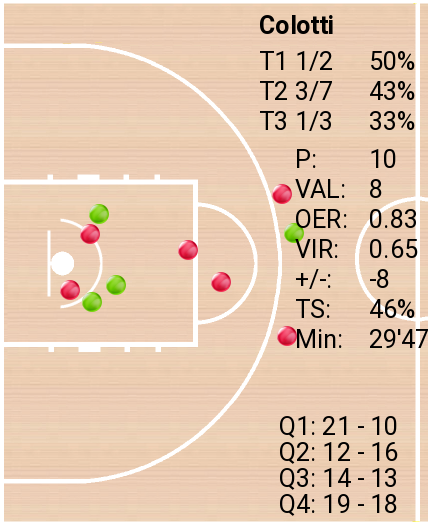 Colotti
T1 1/2 50%
T2 3/7 43%
T3 1/3 33%
P: 10
VAL: 8
OER: 0.83
VIR: 0.65
+/-: -8
TS: 46%
Min: 29'47
Q1: 21 - 10
Q2: 12 - 16
Q3: 14 - 13
Q4: 19 - 18